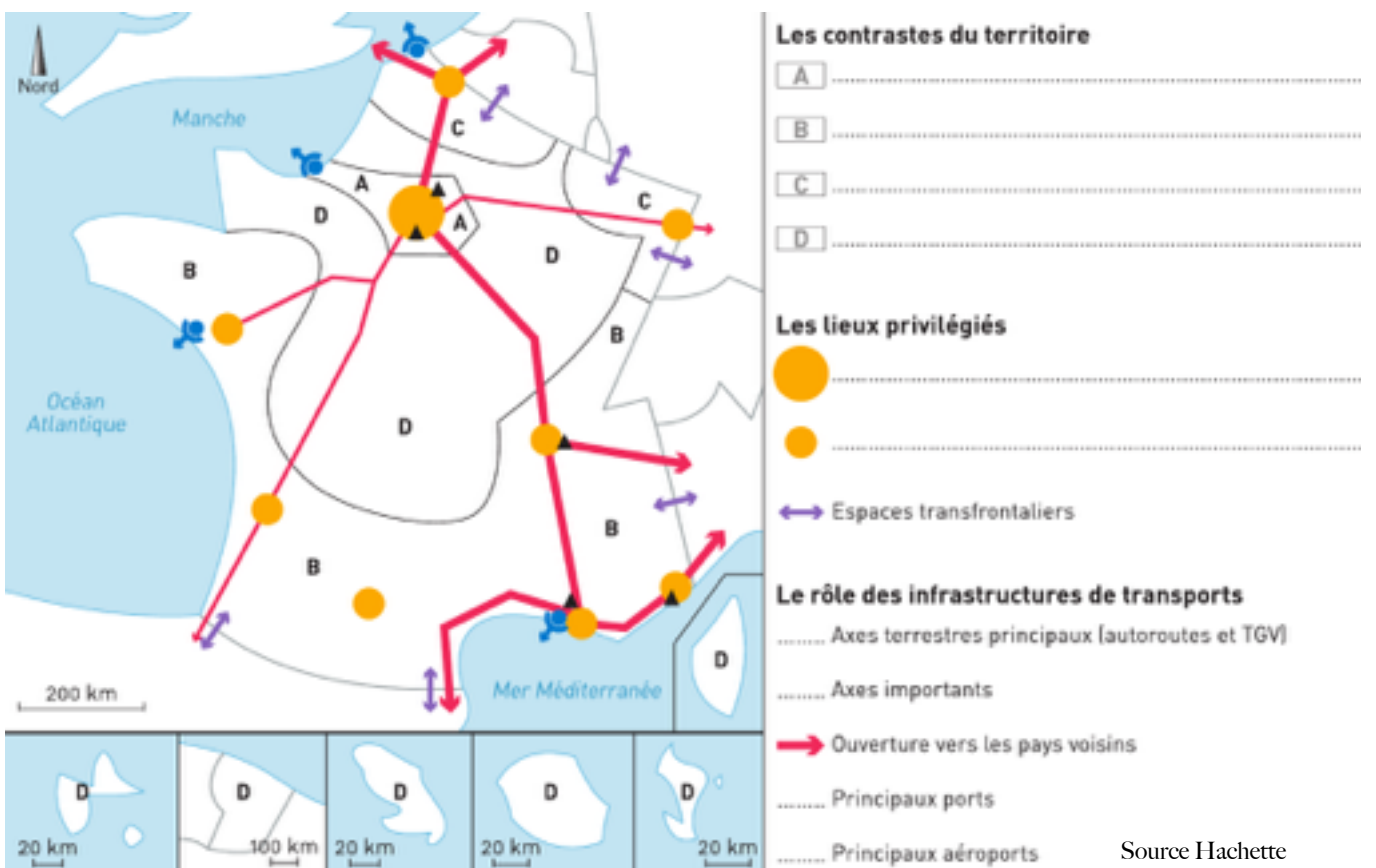 Nord
Manche
Océan
Atlantique
Mer Méditerranée
200 km
C
A
A
D
C
D
B
B
D
B
B
D
D
20 km
D
100 km
D
20 km
D
20 km
D
20 km
Les contrastes du territoire
A ........................................
B ........................................
C ........................................
D ........................................
Les lieux privilégiés
........................................
........................................
Espaces transfrontaliers
Le rôle des infrastructures de transports
........ Axes terrestres principaux (autoroutes et TGV)
........ Axes importants
Ouverture vers les pays voisins
........ Principaux ports
........ Principaux aéroports
Source Hachette